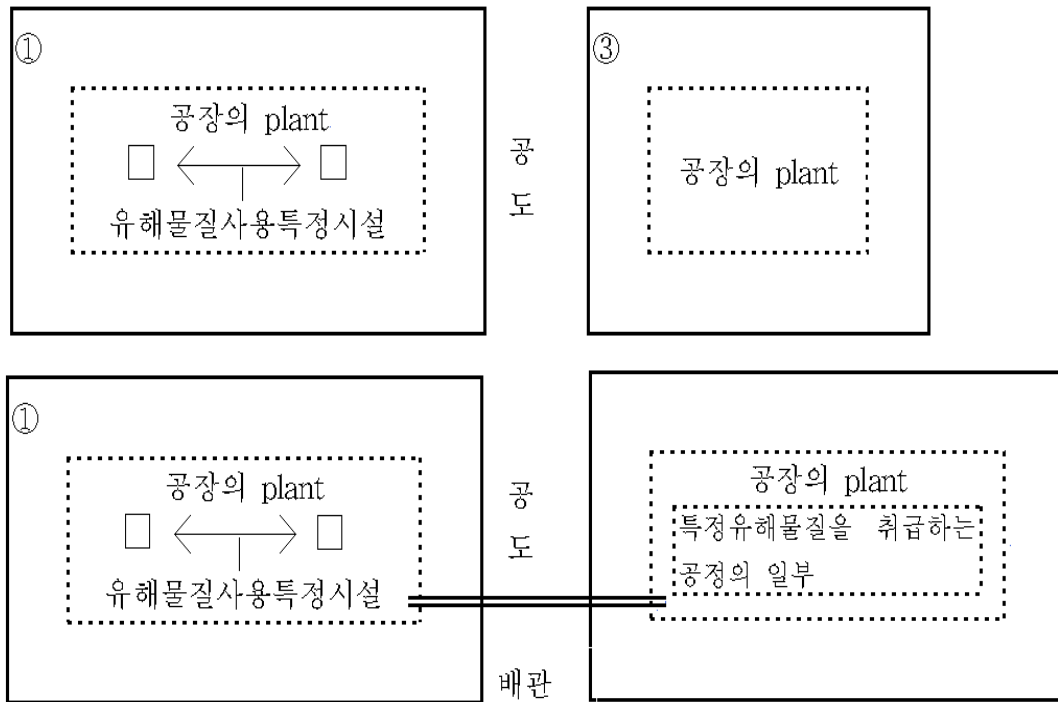 ①
공장의 plant
유해물질사용특정시설
공
도
③
공장의 plant
①
공장의 plant
유해물질사용특정시설
공
도
배관
공장의 plant
특정유해물질을 취급하는
공정의 일부